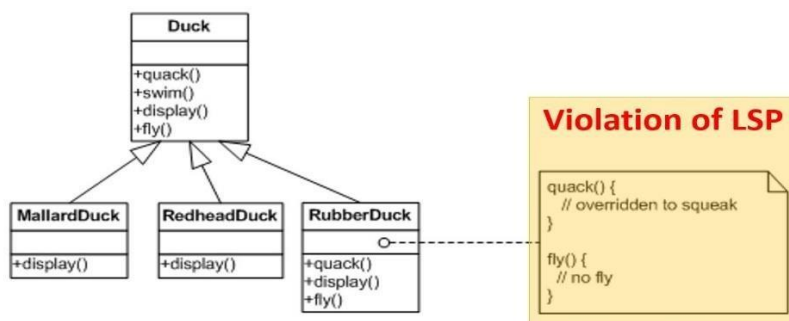 Duck
+quack()
+swim()
+display()
+fly()
Violation of LSP
MallardDuck
+display()
RedheadDuck
+display()
RubberDuck
+quack()
+display()
+fly()
quack() {
// overridden to squeak
}
fly() {
// no fly
}